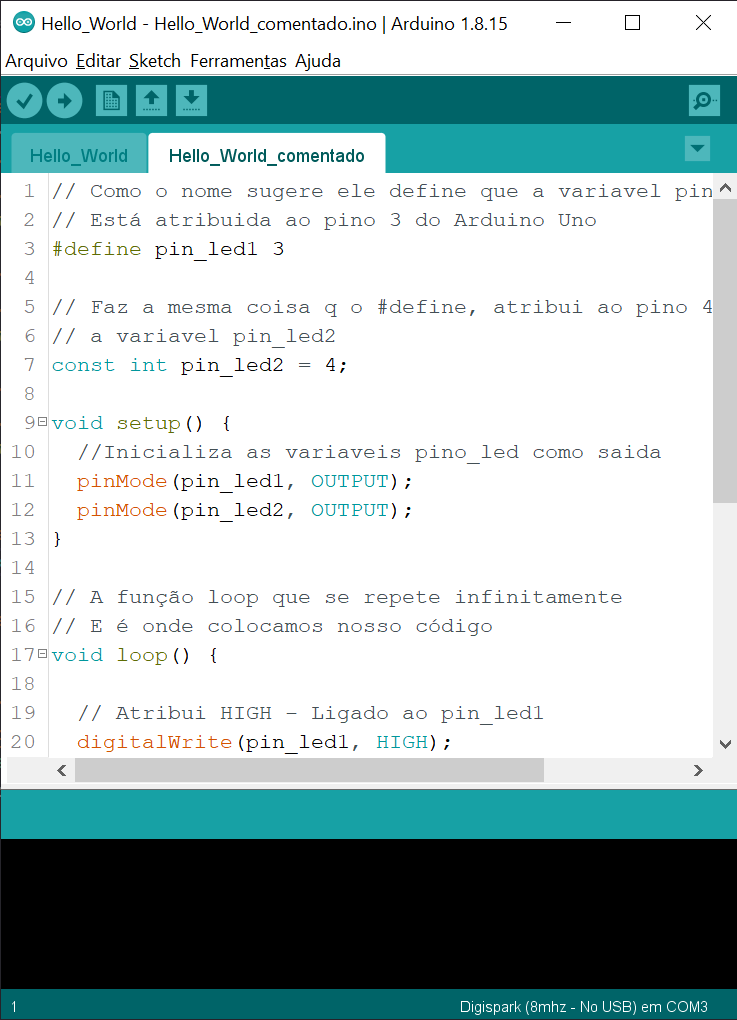 Hello_World - Hello_World_comentado.ino | Arduino 1.8.15
Arquivo Editar Sketch Ferramentas Ajuda
Hello_World Hello_World_comentado
1 // Como o nome sugere ele define que a variavel pin
2 // Está atribuida ao pino 3 do Arduino Uno
3 #define pin_led1 3
4
5 // Faz a mesma coisa q o #define, atribui ao pino 4
6 // a variavel pin_led2
7 const int pin_led2 = 4;
8
9 void setup() {
10 //Inicializa as variaveis pino_led como saida
11 pinMode(pin_led1, OUTPUT);
12 pinMode(pin_led2, OUTPUT);
13 }
14
15 // A função loop que se repete infinitamente
16 // E é onde colocamos nosso código
17 void loop() {
18
19 // Atribui HIGH - Ligado ao pin_led1
20 digitalWrite(pin_led1, HIGH);
1 Digispark (8mhz - No USB) em COM3